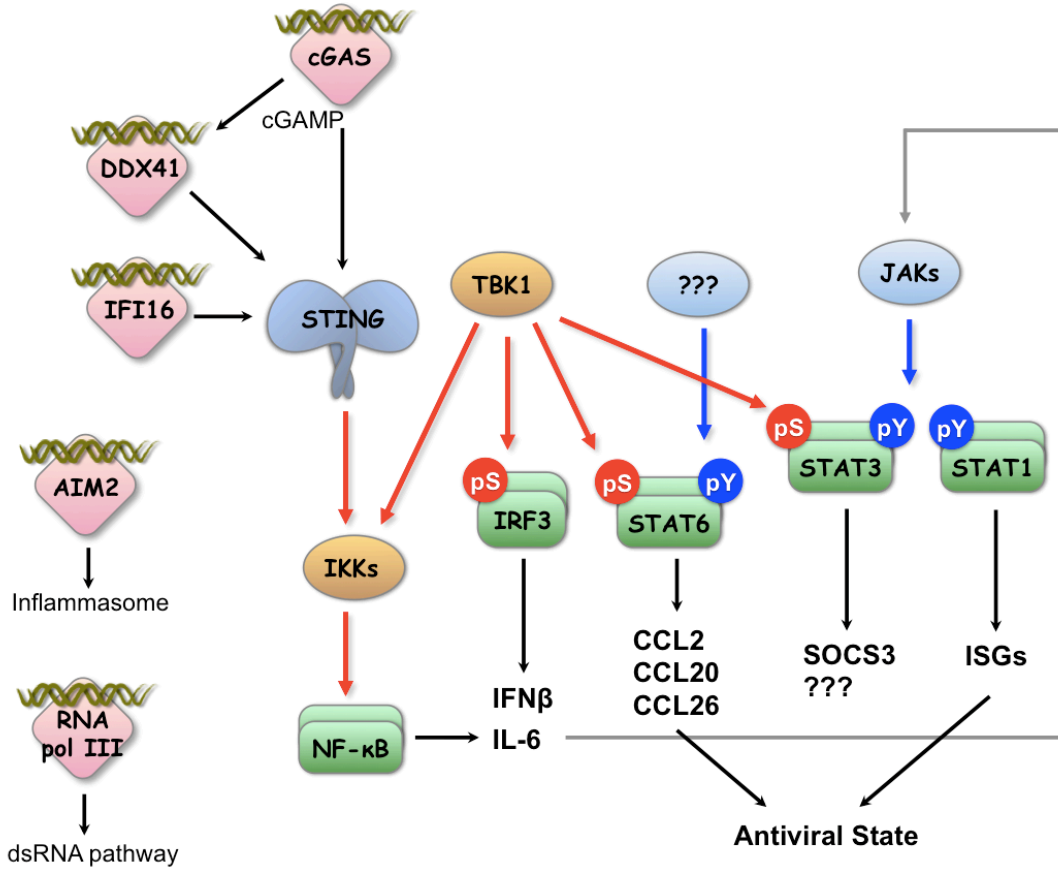 cGAS
cGAMP
DDX41
IFI16
STING
TBK1
???
JAKs
AIM2
Inflammasome
pS
IRF3
pS
pY
STAT6
pS
pY
STAT3
pY
STAT1
IKKs
CCL2
CCL20
CCL26
SOCS3
???
ISGs
RNA
pol III
dsRNA pathway
NF-κB
IFNβ
IL-6
Antiviral State